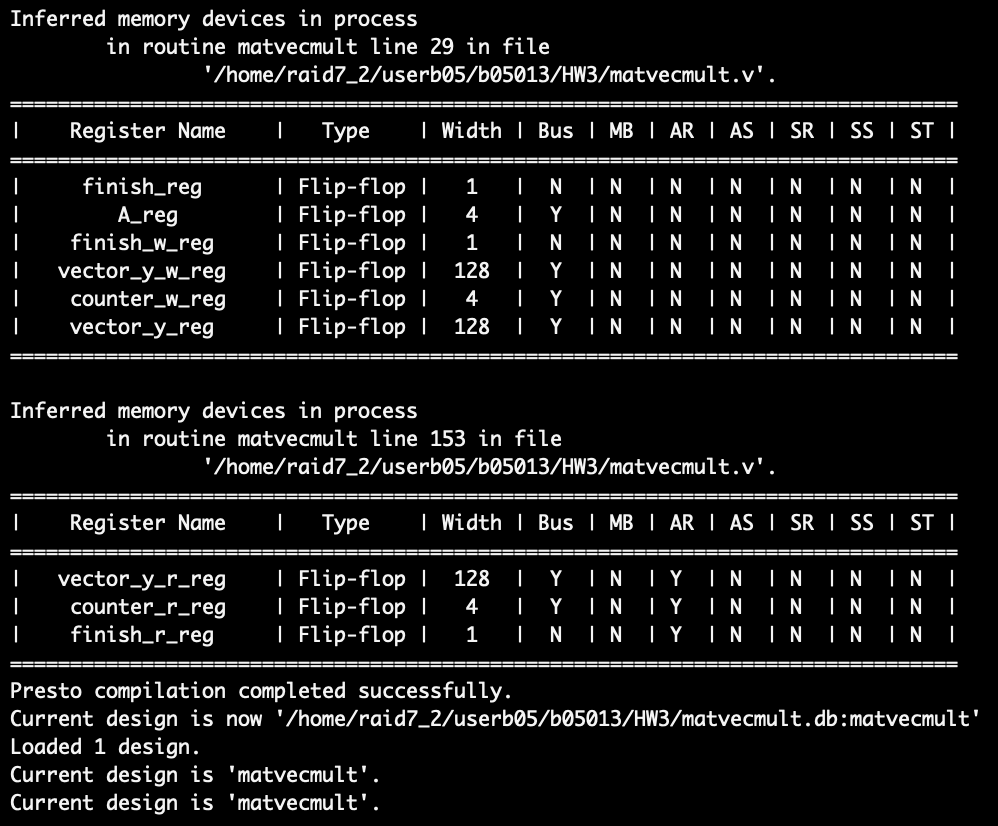 Inferred memory devices in process
        in routine matvecmult line 29 in file
                '/home/raid7_2/userb05/b05013/HW3/matvecmult.v'.
===============================================================================
|    Register Name    |   Type    | Width | Bus | MB | AR | AS | SR | SS | ST |
===============================================================================
|     finish_reg      | Flip-flop |   1   |  N  | N  | N  | N  | N  | N  | N  |
|        A_reg        | Flip-flop |   4   |  Y  | N  | N  | N  | N  | N  | N  |
|    finish_w_reg     | Flip-flop |   1   |  N  | N  | N  | N  | N  | N  | N  |
|   vector_y_w_reg    | Flip-flop |  128  |  Y  | N  | N  | N  | N  | N  | N  |
|    counter_w_reg    | Flip-flop |   4   |  Y  | N  | N  | N  | N  | N  | N  |
|    vector_y_reg     | Flip-flop |  128  |  Y  | N  | N  | N  | N  | N  | N  |
===============================================================================

Inferred memory devices in process
        in routine matvecmult line 153 in file
                '/home/raid7_2/userb05/b05013/HW3/matvecmult.v'.
===============================================================================
|    Register Name    |   Type    | Width | Bus | MB | AR | AS | SR | SS | ST |
===============================================================================
|   vector_y_r_reg    | Flip-flop |  128  |  Y  | N  | Y  | N  | N  | N  | N  |
|    counter_r_reg    | Flip-flop |   4   |  Y  | N  | Y  | N  | N  | N  | N  |
|    finish_r_reg     | Flip-flop |   1   |  N  | N  | Y  | N  | N  | N  | N  |
===============================================================================
Presto compilation completed successfully.
Current design is now '/home/raid7_2/userb05/b05013/HW3/matvecmult.db:matvecmult'
Loaded 1 design.
Current design is 'matvecmult'.
Current design is 'matvecmult'.